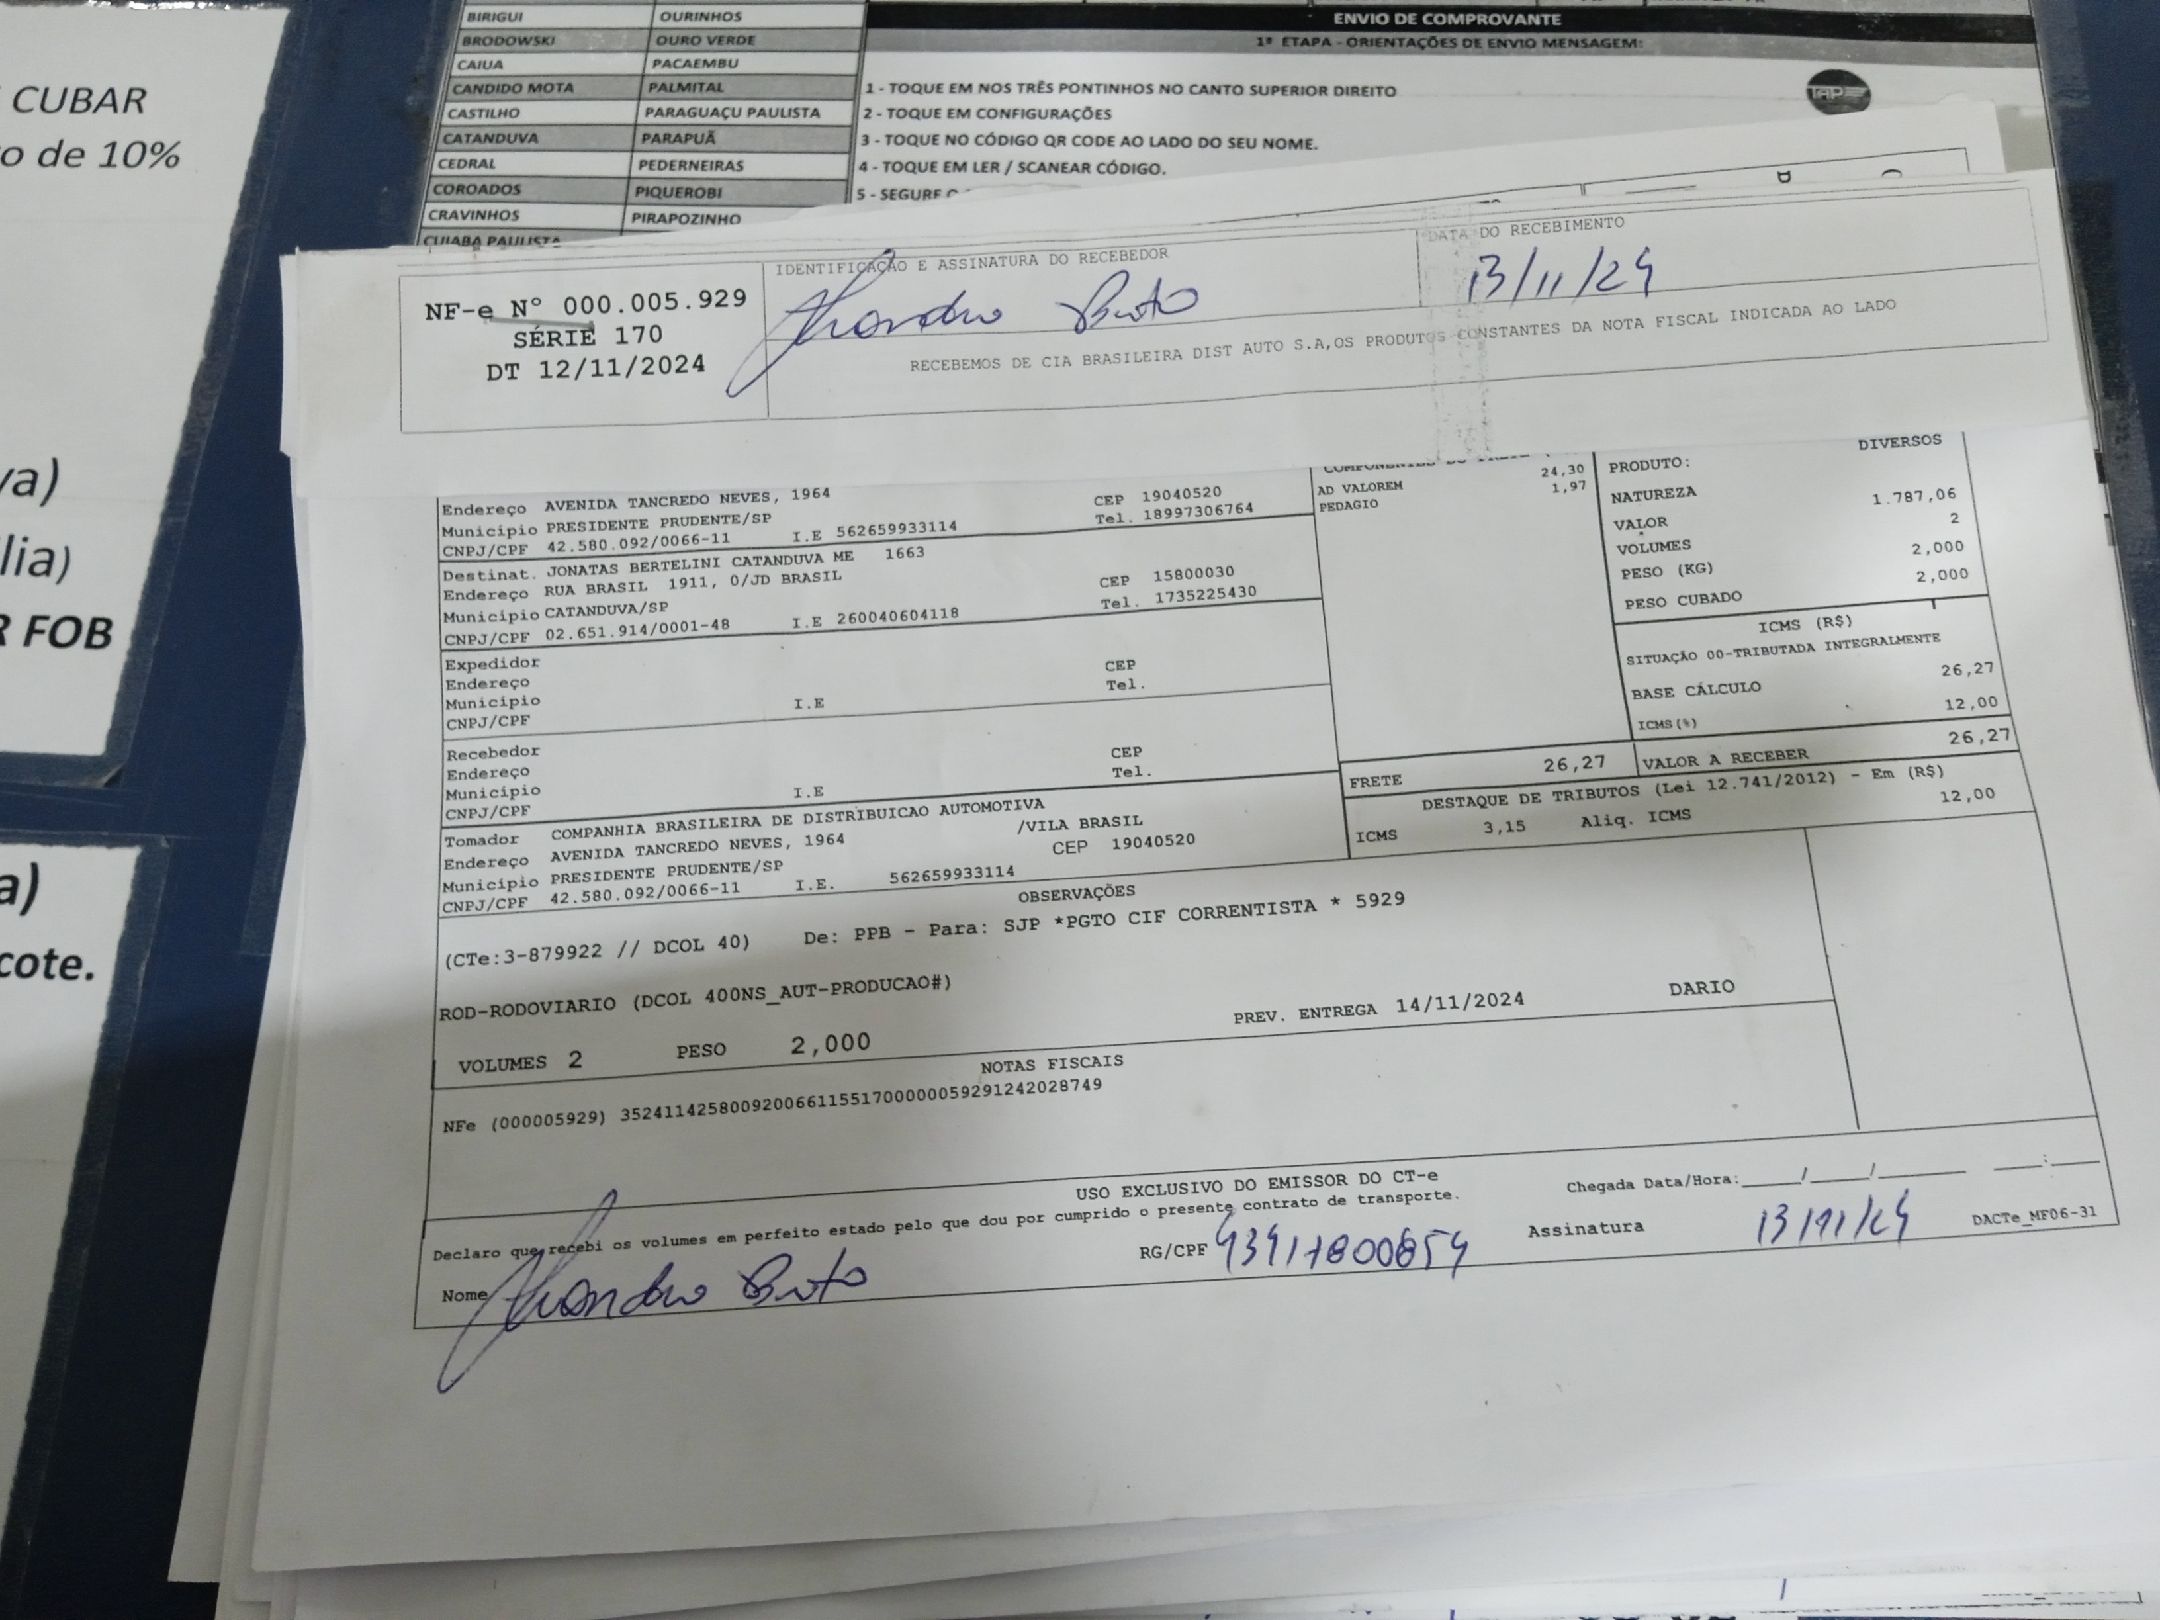 CUBAR
o de 10%
va)
lia)
R FOB
a)
cote.
BIRIGUI OURINHOS
BRODOWSKI OURO VERDE
CAIUA PACAEMBU
CANDIDO MOTA PALMITAL
CASTILHO PARAGUAÇU PAULISTA
CATANDUVA PARAPUÃ
CEDRAL PEDERNEIRAS
COROADOS PIQUEROBI
CRAVINHOS PIRAPOZINHO
CUIABA PAULISTA
ENVIO DE COMPROVANTE
1ª ETAPA - ORIENTAÇÕES DE ENVIO MENSAGEM:
1 - TOQUE EM NOS TRÊS PONTINHOS NO CANTO SUPERIOR DIREITO
2 - TOQUE EM CONFIGURAÇÕES
3 - TOQUE NO CÓDIGO QR CODE AO LADO DO SEU NOME.
4 - TOQUE EM LER / SCANEAR CÓDIGO.
5 - SEGURE O
TAP
NF-e N° 000.005.929
SÉRIE 170
DT 12/11/2024
IDENTIFICAÇÃO E ASSINATURA DO RECEBEDOR
DATA DO RECEBIMENTO
13/11/24
RECEBEMOS DE CIA BRASILEIRA DIST AUTO S.A,OS PRODUTOS CONSTANTES DA NOTA FISCAL INDICADA AO LADO
Endereço AVENIDA TANCREDO NEVES, 1964 CEP 19040520
Município PRESIDENTE PRUDENTE/SP Tel. 18997306764
CNPJ/CPF 42.580.092/0066-11 I.E 562659933114
Destinat. JONATAS BERTELINI CATANDUVA ME 1663
Endereço RUA BRASIL 1911, 0/JD BRASIL CEP 15800030
Município CATANDUVA/SP Tel. 1735225430
CNPJ/CPF 02.651.914/0001-48 I.E 260040604118
Expedidor
Endereço CEP
Município Tel.
CNPJ/CPF I.E
Recebedor
Endereço CEP
Município Tel.
CNPJ/CPF I.E
Tomador COMPANHIA BRASILEIRA DE DISTRIBUICAO AUTOMOTIVA
Endereço AVENIDA TANCREDO NEVES, 1964 /VILA BRASIL
Município PRESIDENTE PRUDENTE/SP CEP 19040520
CNPJ/CPF 42.580.092/0066-11 I.E. 562659933114
24,30
AD VALOREM 1,97
PEDAGIO
DIVERSOS
PRODUTO:
NATUREZA 1.787,06
VALOR 2
VOLUMES 2,000
PESO (KG) 2,000
PESO CUBADO
ICMS (R$)
SITUAÇÃO 00-TRIBUTADA INTEGRALMENTE
BASE CÁLCULO 26,27
ICMS(%) 12,00
FRETE 26,27 VALOR A RECEBER 26,27
DESTAQUE DE TRIBUTOS (Lei 12.741/2012) - Em (R$)
ICMS 3,15 Aliq. ICMS 12,00
OBSERVAÇÕES
(CTe:3-879922 // DCOL 40) De: PPB - Para: SJP *PGTO CIF CORRENTISTA * 5929
ROD-RODOVIARIO (DCOL 400NS_AUT-PRODUCAO#)
PREV. ENTREGA 14/11/2024 DARIO
VOLUMES 2 PESO 2,000
NOTAS FISCAIS
NFe (000005929) 35241142580092006611551700000059291242028749
USO EXCLUSIVO DO EMISSOR DO CT-e
Declaro que recebi os volumes em perfeito estado pelo que dou por cumprido o presente contrato de transporte.
Chegada Data/Hora:_____/_____/_______ ____:____
Nome RG/CPF Assinatura 13/11/24 DACTe_MF06-31